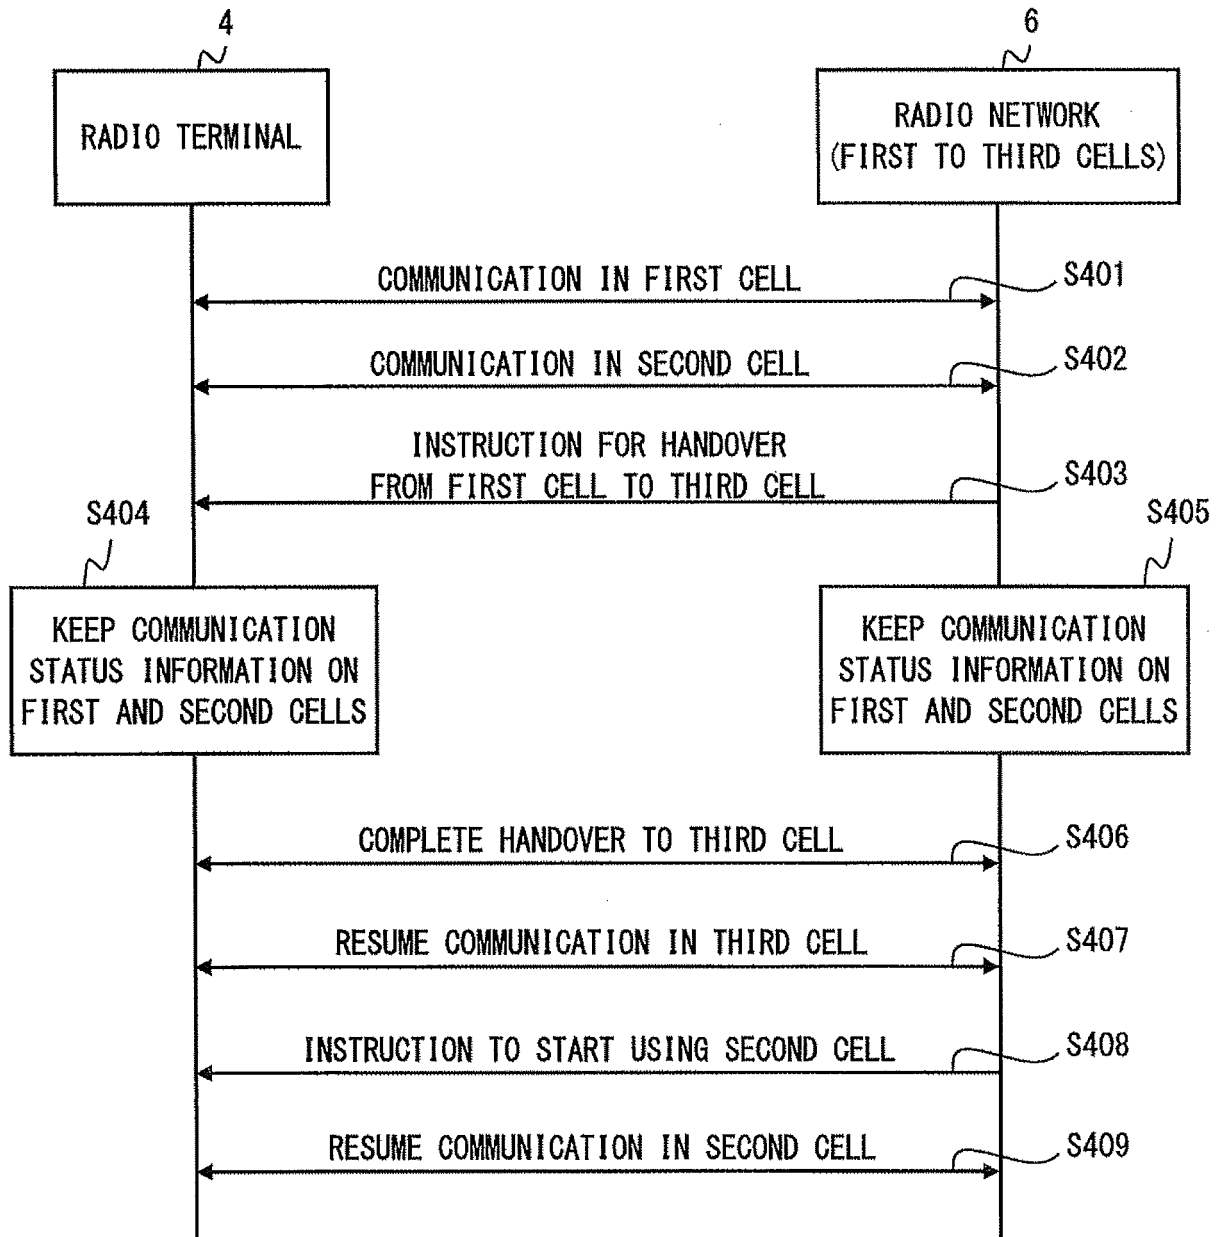 4
6
RADIO TERMINAL
RADIO NETWORK
(FIRST TO THIRD CELLS)
COMMUNICATION IN FIRST CELL
S401
COMMUNICATION IN SECOND CELL
S402
INSTRUCTION FOR HANDOVER
FROM FIRST CELL TO THIRD CELL
S403
S404
S405
KEEP COMMUNICATION
STATUS INFORMATION ON
FIRST AND SECOND CELLS
KEEP COMMUNICATION
STATUS INFORMATION ON
FIRST AND SECOND CELLS
COMPLETE HANDOVER TO THIRD CELL
S406
RESUME COMMUNICATION IN THIRD CELL
S407
INSTRUCTION TO START USING SECOND CELL
S408
RESUME COMMUNICATION IN SECOND CELL
S409